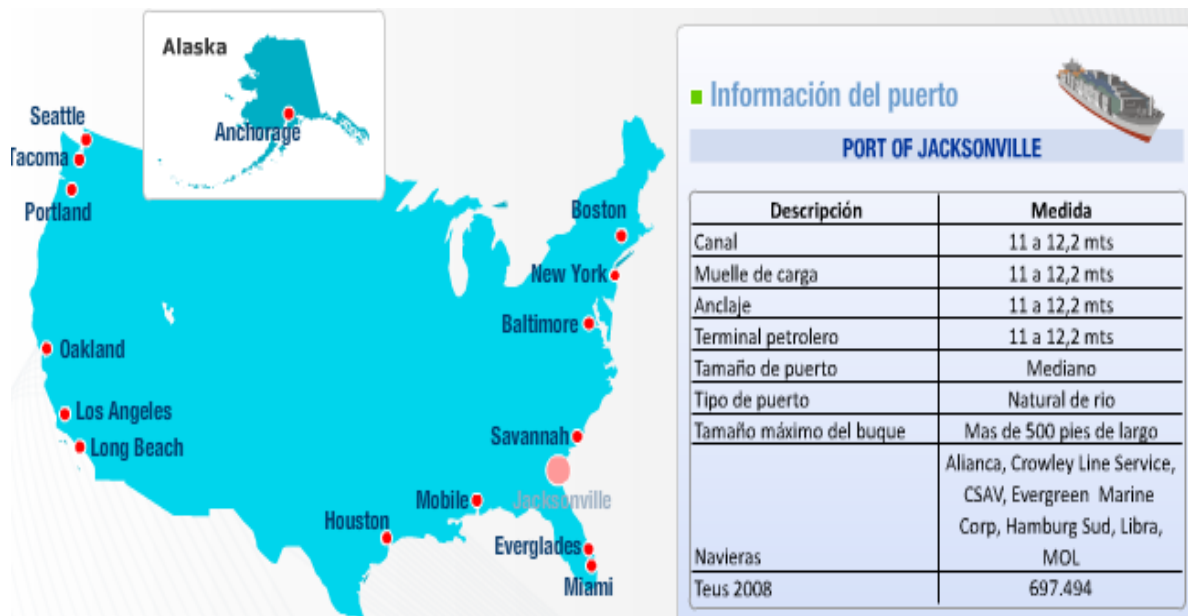 Alaska
Anchorage
Seattle
Tacoma
Portland
Boston
New York
Baltimore
Oakland
Los Angeles
Long Beach
Savannah
Jacksonville
Mobile
Houston
Everglades
Miami
Información del puerto
PORT OF JACKSONVILLE
Descripción Medida
Canal 11 a 12,2 mts
Muelle de carga 11 a 12,2 mts
Anclaje 11 a 12,2 mts
Terminal petrolero 11 a 12,2 mts
Tamaño de puerto Mediano
Tipo de puerto Natural de rio
Tamaño máximo del buque Mas de 500 pies de largo
Alianca, Crowley Line Service,
CSAV, Evergreen Marine
Corp, Hamburg Sud, Libra,
Navieras MOL
Teus 2008 697.494